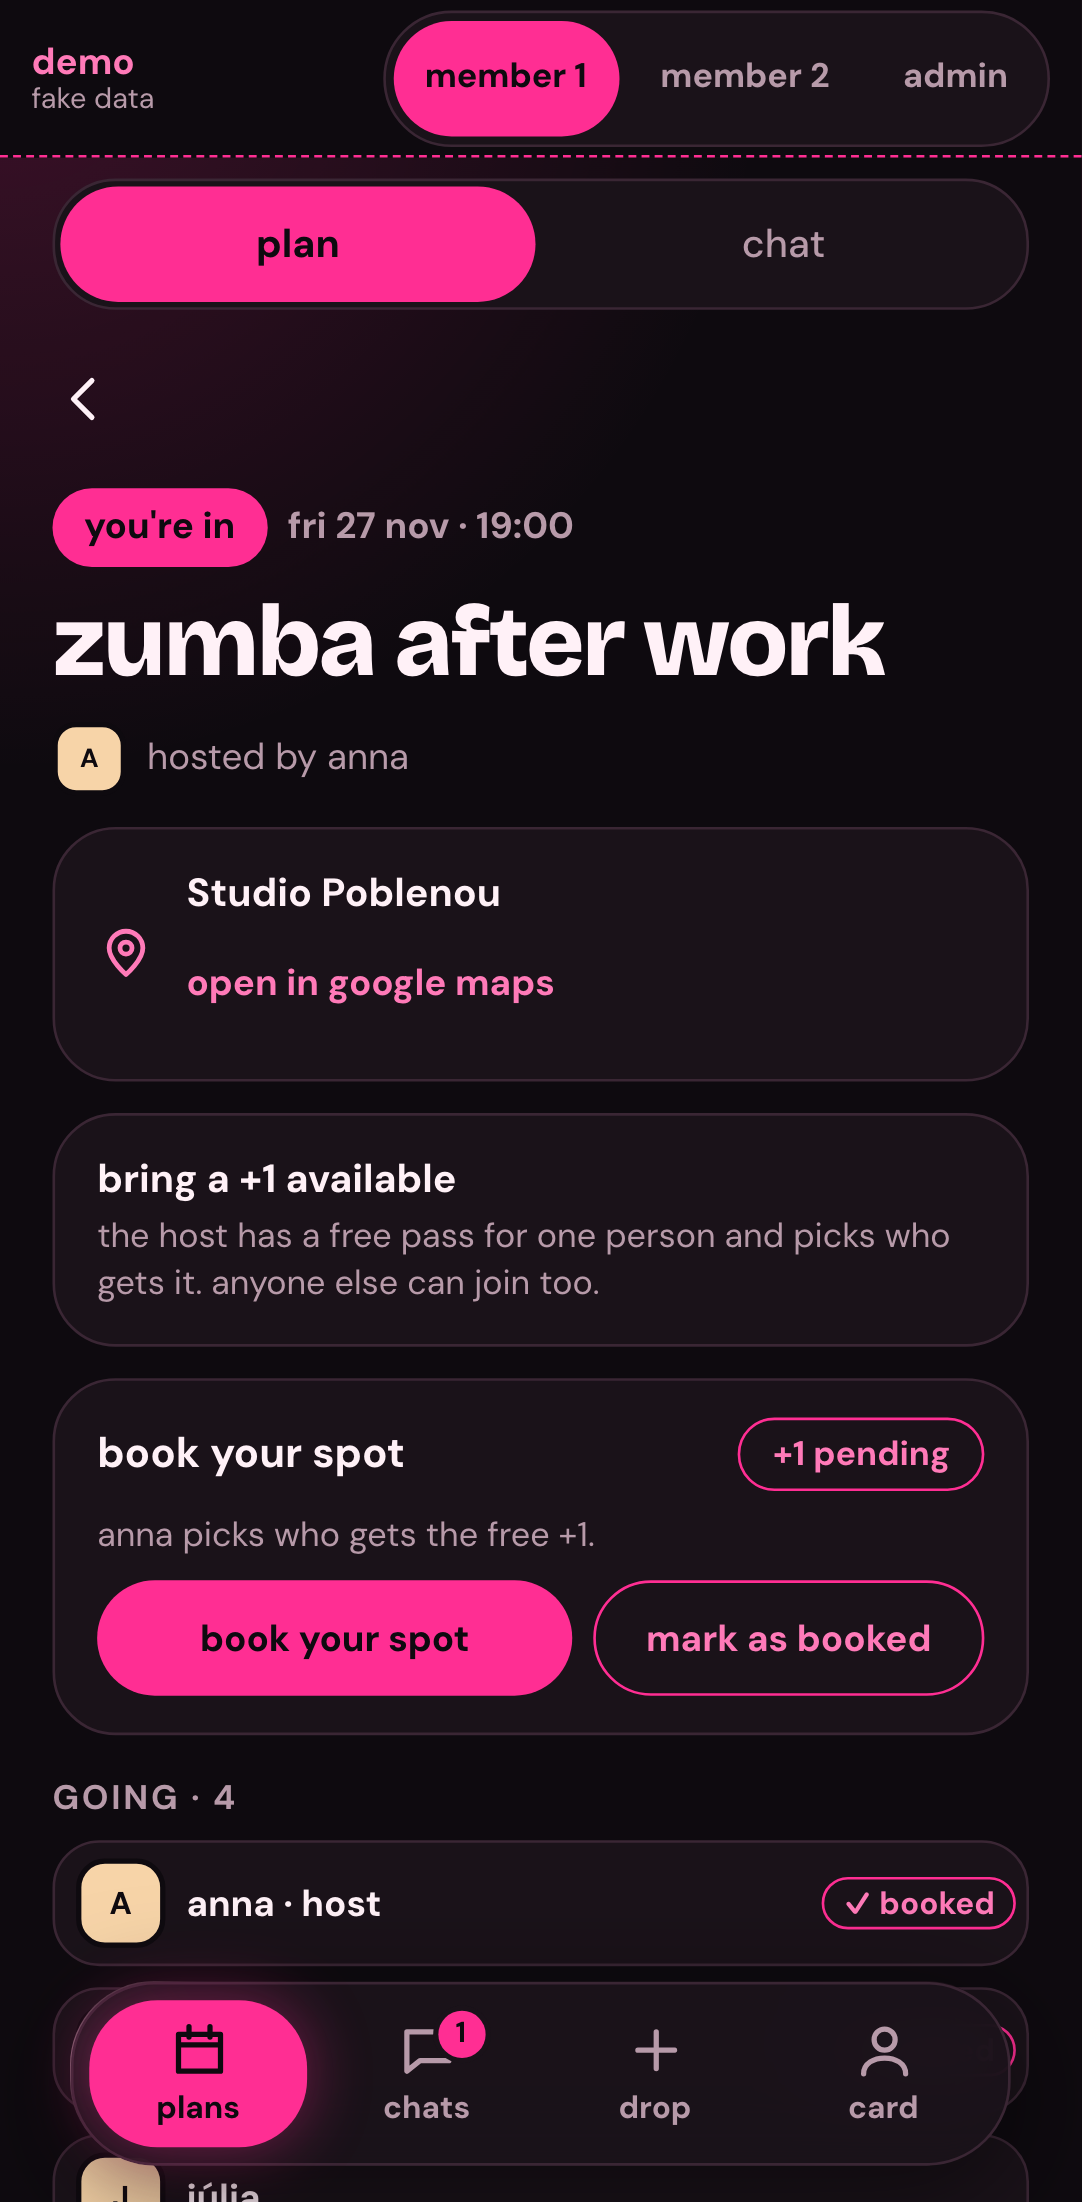 demo
fake data
member 1
member 2
admin
plan
chat
you're in
fri 27 nov · 19:00
zumba after work
A
hosted by anna
Studio Poblenou
open in google maps
bring a +1 available
the host has a free pass for one person and picks who
gets it. anyone else can join too.
book your spot
+1 pending
anna picks who gets the free +1.
book your spot
mark as booked
GOING · 4
A
anna · host
✓ booked
1
plans
chats
drop
card
júlia